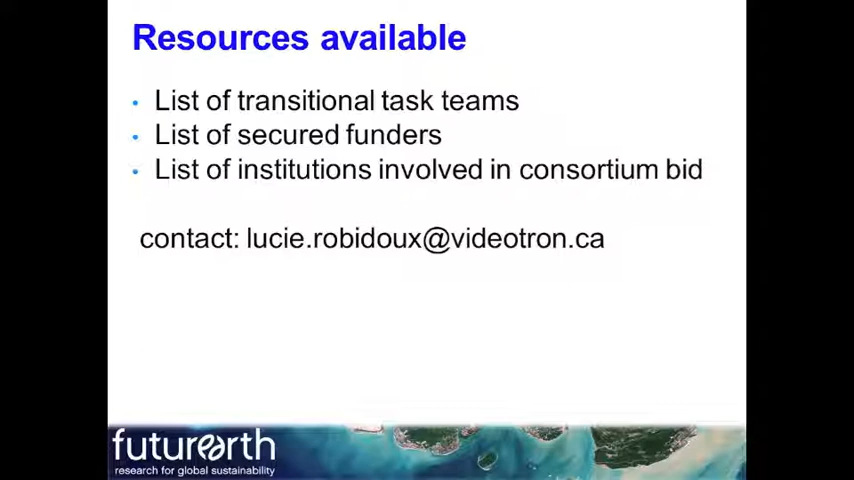 Resources available
• List of transitional task teams
• List of secured funders
• List of institutions involved in consortium bid
contact: lucie.robidoux@videotron.ca
futurearth
research for global sustainability